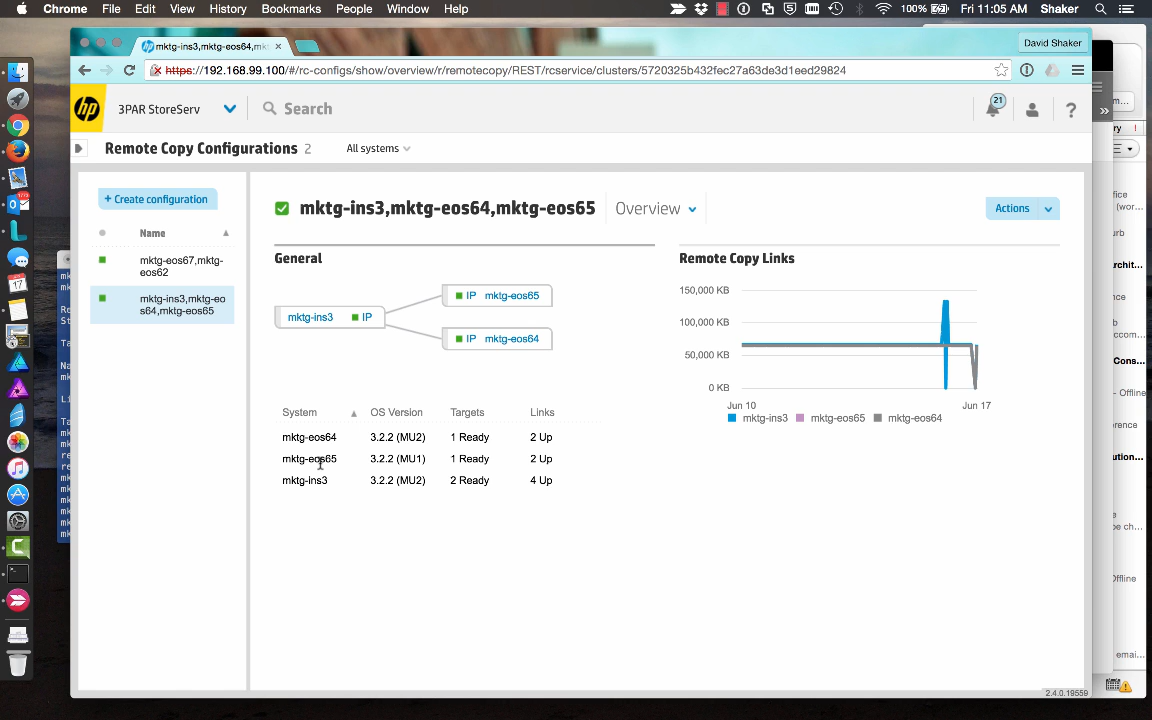 Chrome File Edit View History Bookmarks People Window Help
100% Fri 11:05 AM Shaker
mktg-ins3,mktg-eos64,mkt
David Shaker
https://192.168.99.100/#/rc-configs/show/overview/r/remotecopy/REST/rcservice/clusters/5720325b432fec27a63de3d1eed29824
hp
3PAR StoreServ
Search
21
?
Remote Copy Configurations 2
All systems
+ Create configuration
Name
mktg-eos67,mktg-
eos62
mktg-ins3,mktg-eo
s64,mktg-eos65
mktg-ins3,mktg-eos64,mktg-eos65
Overview
Actions
General
mktg-ins3 IP
IP mktg-eos65
IP mktg-eos64
System OS Version Targets Links
mktg-eos64 3.2.2 (MU2) 1 Ready 2 Up
mktg-eos65 3.2.2 (MU1) 1 Ready 2 Up
mktg-ins3 3.2.2 (MU2) 2 Ready 4 Up
Remote Copy Links
150,000 KB
100,000 KB
50,000 KB
0 KB
Jun 10 Jun 17
mktg-ins3 mktg-eos65 mktg-eos64
2.4.0.19559
17